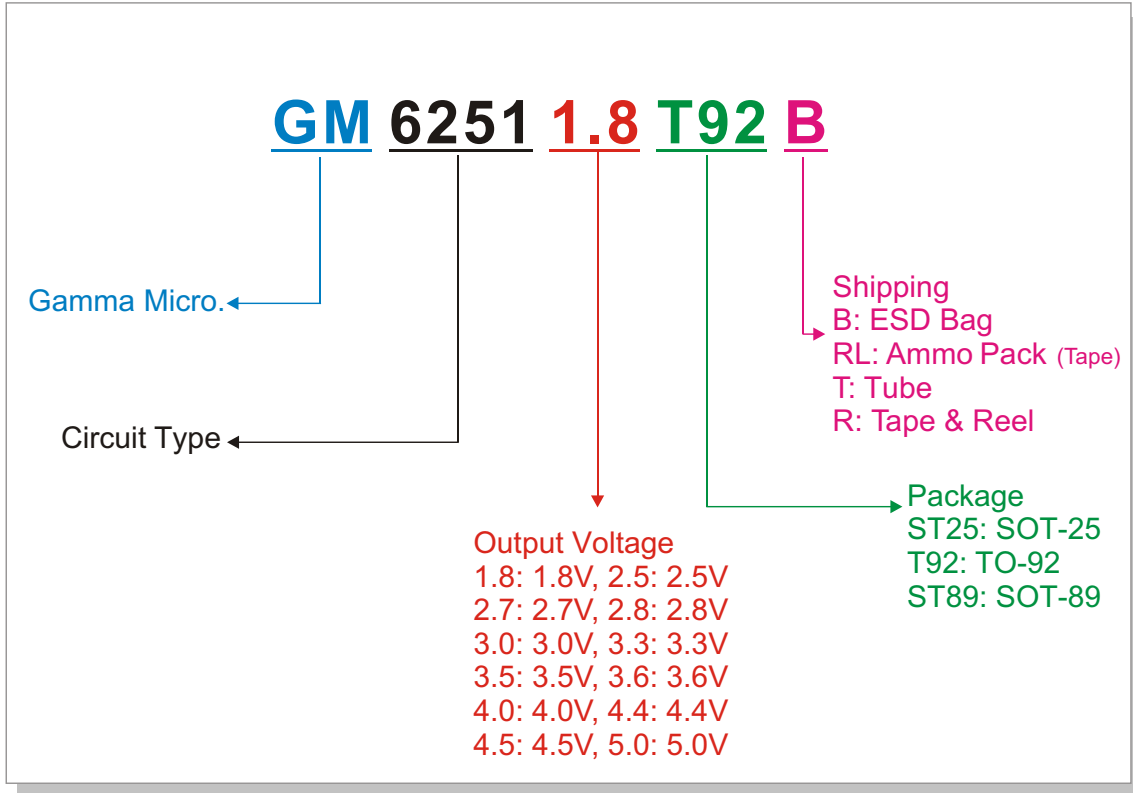 GM 6251 1.8 T92 B
Gamma Micro.
Circuit Type
Output Voltage
1.8: 1.8V, 2.5: 2.5V
2.7: 2.7V, 2.8: 2.8V
3.0: 3.0V, 3.3: 3.3V
3.5: 3.5V, 3.6: 3.6V
4.0: 4.0V, 4.4: 4.4V
4.5: 4.5V, 5.0: 5.0V
Shipping
B: ESD Bag
RL: Ammo Pack (Tape)
T: Tube
R: Tape & Reel
Package
ST25: SOT-25
T92: TO-92
ST89: SOT-89